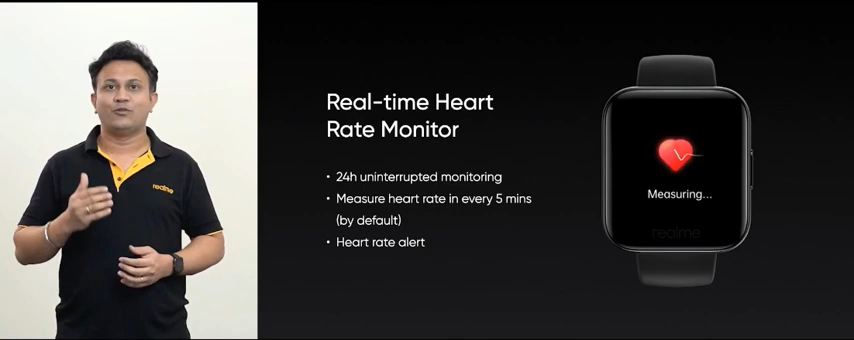 realme
Real-time Heart
Rate Monitor
• 24h uninterrupted monitoring
• Measure heart rate in every 5 mins
(by default)
• Heart rate alert
Measuring...
realme